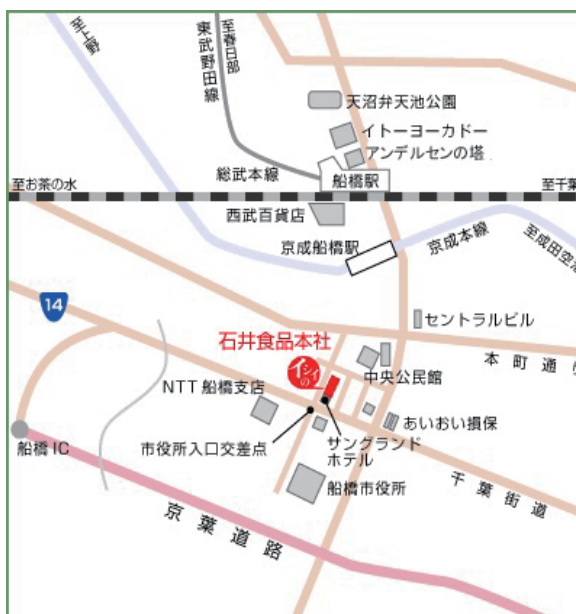 至上野
東武野田線
至春日部
天沼弁天池公園
イトーヨーカドー
アンデルセンの塔
総武本線
船橋駅
至お茶の水
至千葉
西武百貨店
京成船橋駅
京成本線
至成田空港
14
セントラルビル
石井食品本社
イシイの
本町通り
中央公民館
NTT 船橋支店
あいおい損保
市役所入口交差点
サングランド
ホテル
船橋 IC
船橋市役所
千葉街道
京葉道路